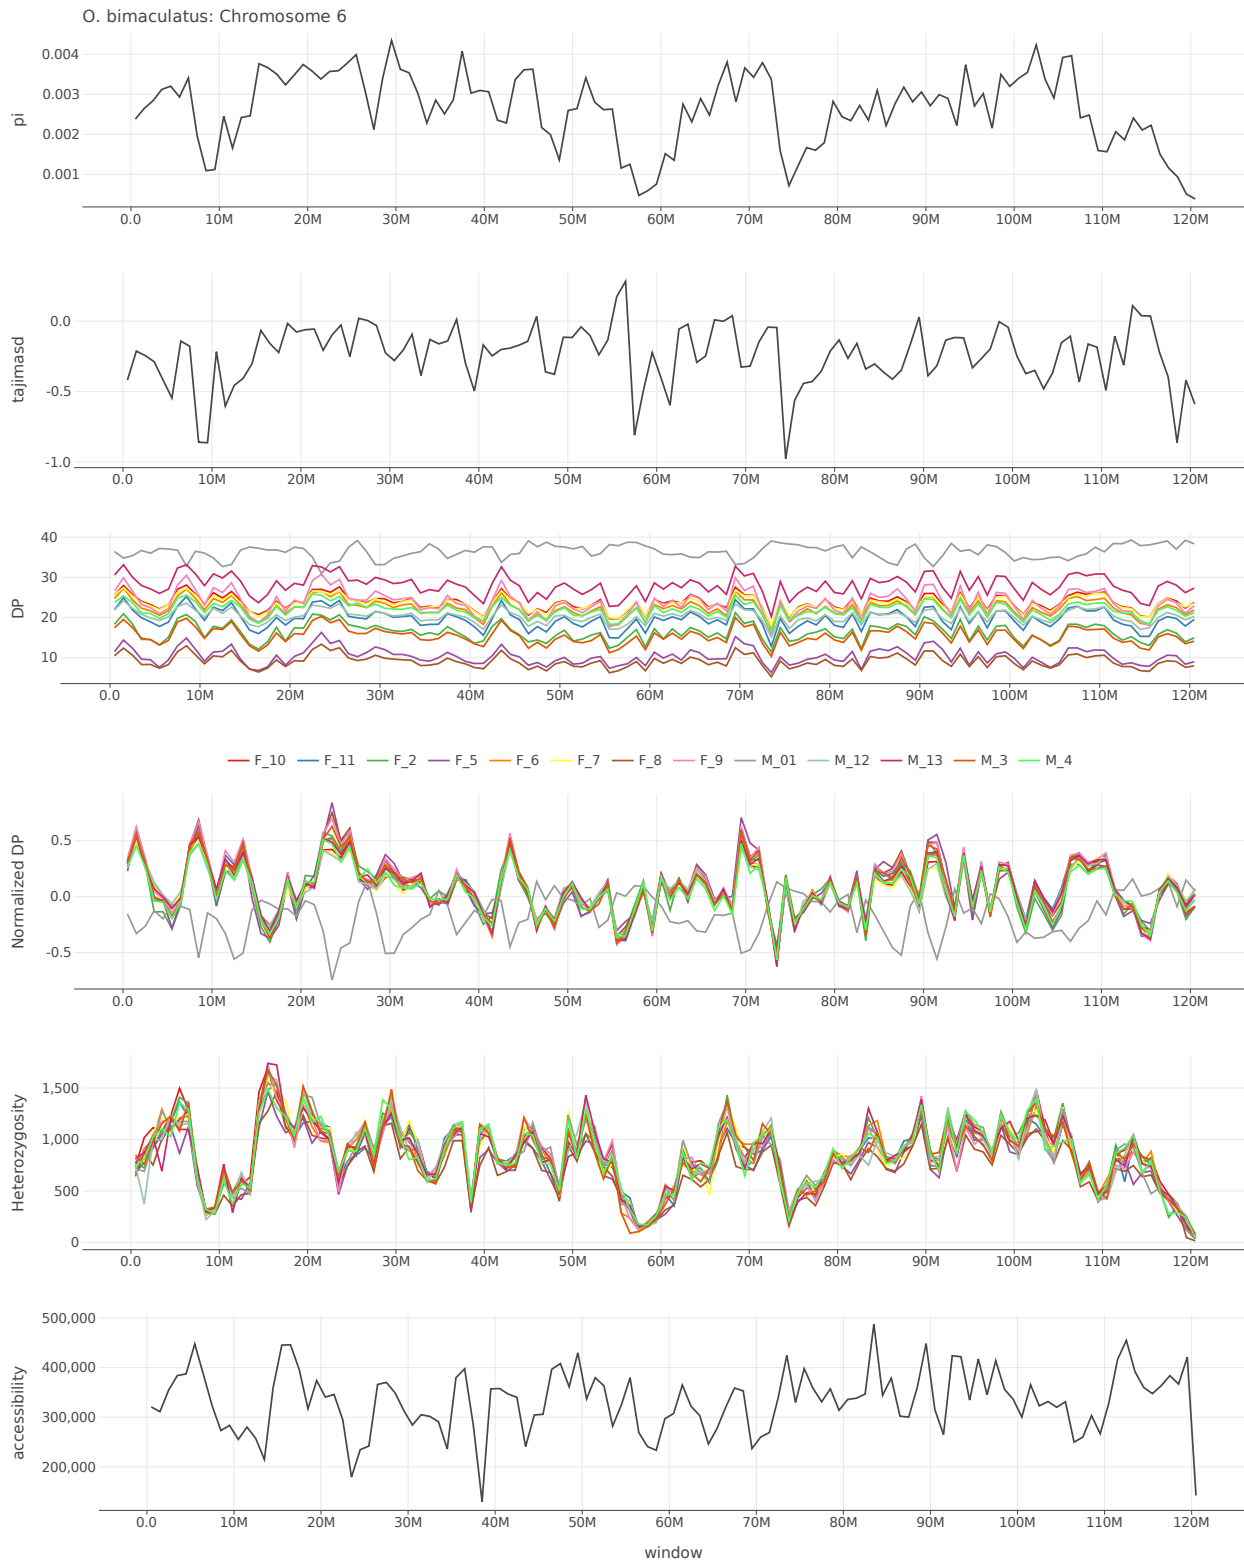 O. bimaculatus: Chromosome 6
0.004
0.003
0.002
0.001
pi
0.0 10M 20M 30M 40M 50M 60M 70M 80M 90M 100M 110M 120M
0.0
-0.5
-1.0
tajimasd
0.0 10M 20M 30M 40M 50M 60M 70M 80M 90M 100M 110M 120M
40
30
20
10
DP
0.0 10M 20M 30M 40M 50M 60M 70M 80M 90M 100M 110M 120M
F_10 F_11 F_2 F_5 F_6 F_7 F_8 F_9 M_01 M_12 M_13 M_3 M_4
0.5
0.0
-0.5
Normalized DP
0.0 10M 20M 30M 40M 50M 60M 70M 80M 90M 100M 110M 120M
1,500
1,000
500
0
Heterozygosity
0.0 10M 20M 30M 40M 50M 60M 70M 80M 90M 100M 110M 120M
500,000
400,000
300,000
200,000
accessibility
0.0 10M 20M 30M 40M 50M 60M 70M 80M 90M 100M 110M 120M
window